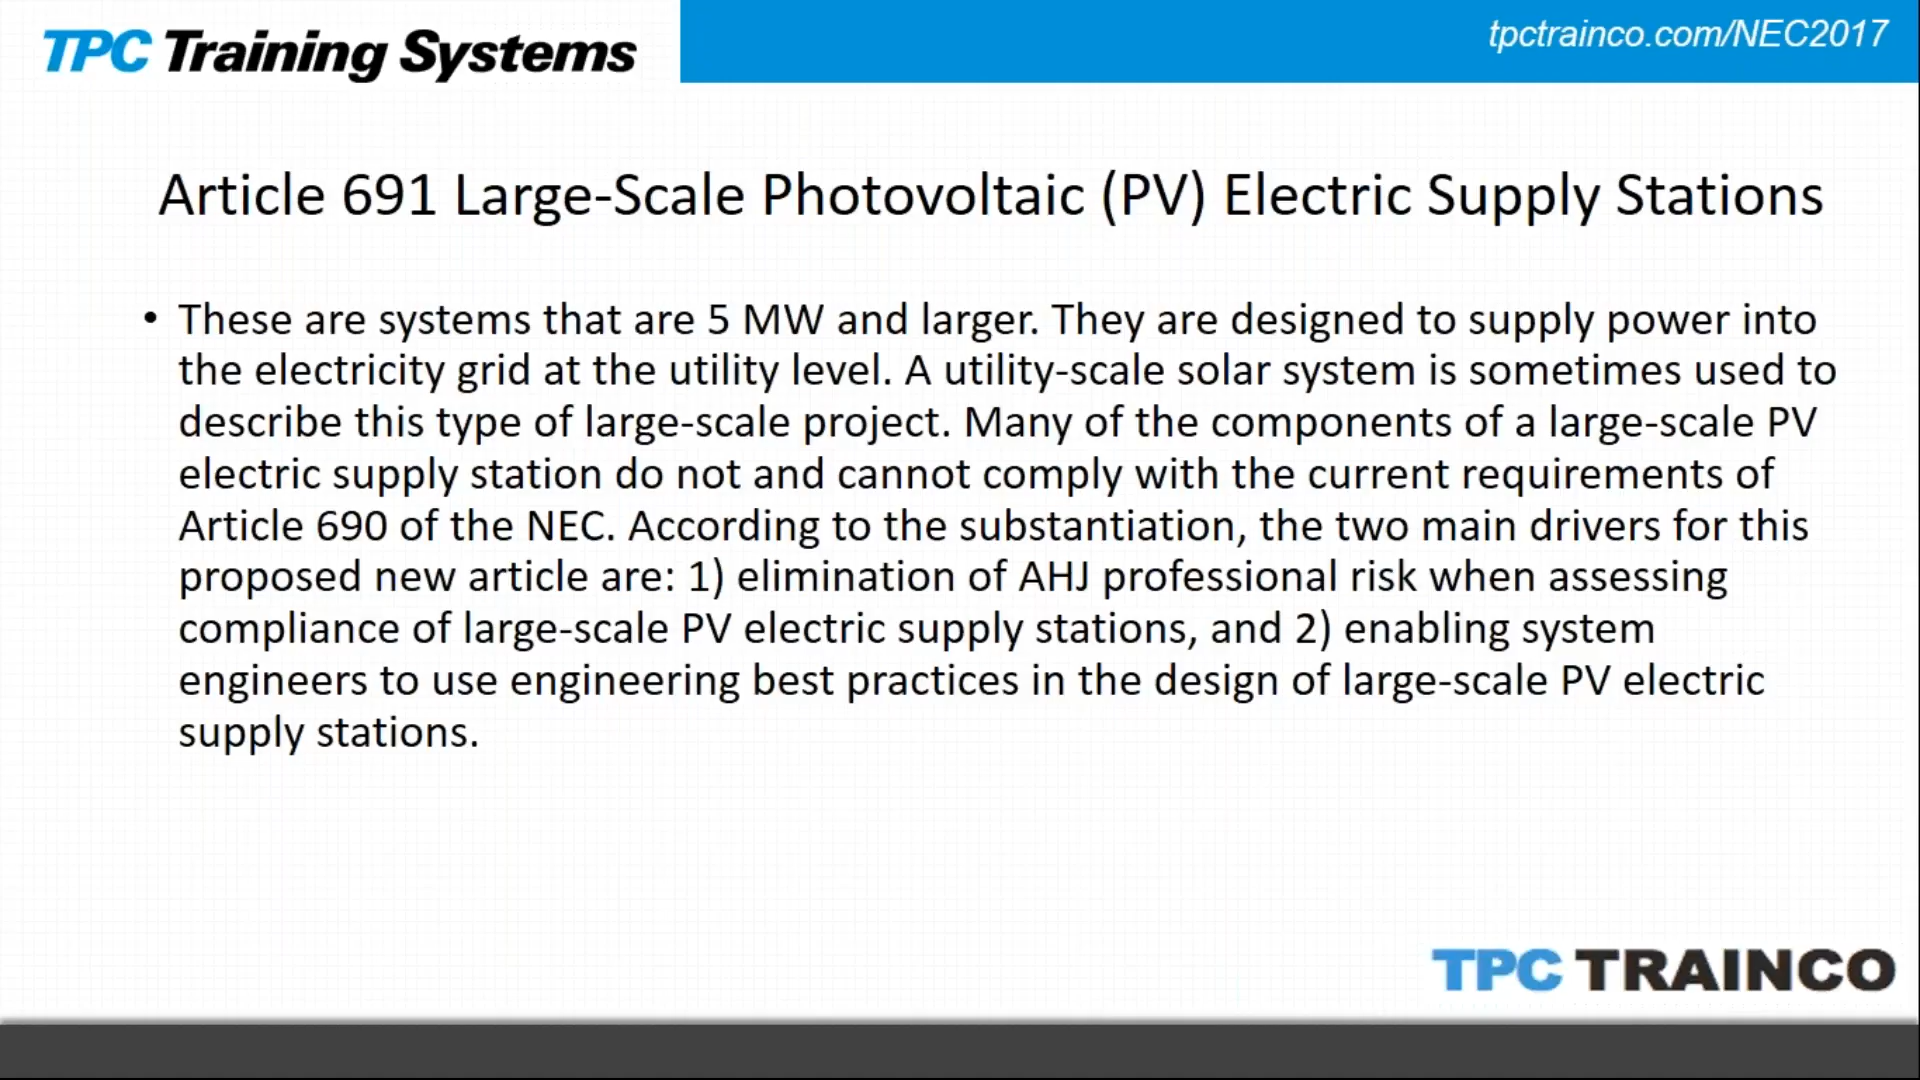 TPC Training Systems
tpctrainco.com/NEC2017
Article 691 Large-Scale Photovoltaic (PV) Electric Supply Stations
• These are systems that are 5 MW and larger. They are designed to supply power into
the electricity grid at the utility level. A utility-scale solar system is sometimes used to
describe this type of large-scale project. Many of the components of a large-scale PV
electric supply station do not and cannot comply with the current requirements of
Article 690 of the NEC. According to the substantiation, the two main drivers for this
proposed new article are: 1) elimination of AHJ professional risk when assessing
compliance of large-scale PV electric supply stations, and 2) enabling system
engineers to use engineering best practices in the design of large-scale PV electric
supply stations.
TPC TRAINCO